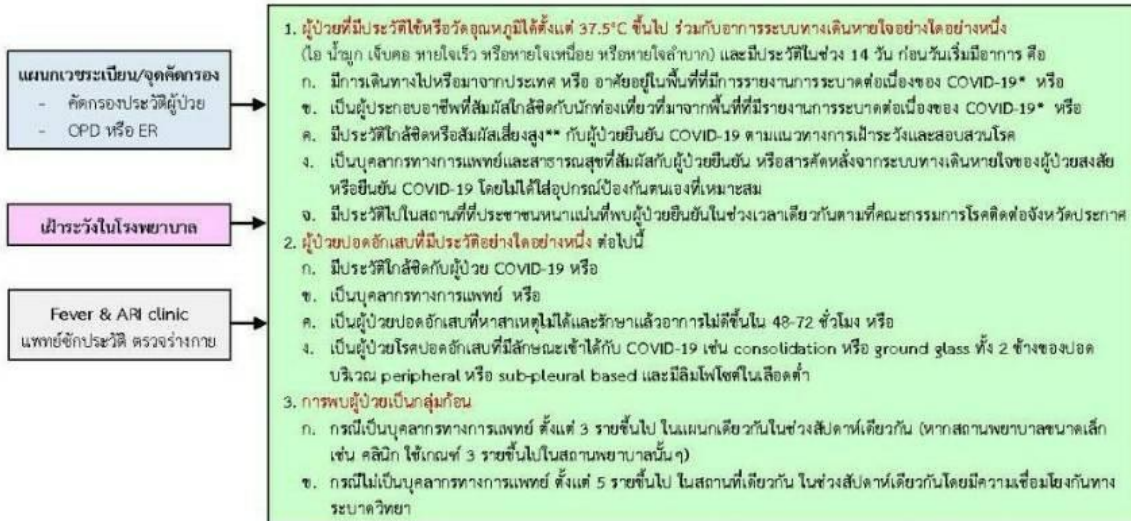 แผนกเวชระเบียน/จุดคัดกรอง
- คัดกรองประวัติผู้ป่วย
- OPD หรือ ER
เฝ้าระวังในโรงพยาบาล
Fever & ARI clinic
แพทย์ซักประวัติ ตรวจร่างกาย
1. ผู้ป่วยที่มีประวัติไข้หรือวัดอุณหภูมิได้ตั้งแต่ 37.5°C ขึ้นไป ร่วมกับอาการระบบทางเดินหายใจอย่างใดอย่างหนึ่ง
(ไอ น้ำมูก เจ็บคอ หายใจเร็ว หรือหายใจเหนื่อย หรือหายใจลำบาก) และมีประวัติในช่วง 14 วัน ก่อนวันเริ่มมีอาการ คือ
ก. มีการเดินทางไปหรือมาจากประเทศ หรือ อาศัยอยู่ในพื้นที่ที่มีการรายงานการระบาดต่อเนื่องของ COVID-19* หรือ
ข. เป็นผู้ประกอบอาชีพที่สัมผัสใกล้ชิดกับนักท่องเที่ยวที่มาจากพื้นที่ที่มีรายงานการระบาดต่อเนื่องของ COVID-19* หรือ
ค. มีประวัติใกล้ชิดหรือสัมผัสเสี่ยงสูง** กับผู้ป่วยยืนยัน COVID-19 ตามแนวทางการเฝ้าระวังและสอบสวนโรค
ง. เป็นบุคลากรทางการแพทย์และสาธารณสุขที่สัมผัสกับผู้ป่วยยืนยัน หรือสารคัดหลั่งจากระบบทางเดินหายใจของผู้ป่วยสงสัย
หรือยืนยัน COVID-19 โดยไม่ได้ใส่อุปกรณ์ป้องกันตนเองที่เหมาะสม
จ. มีประวัติไปในสถานที่ที่ประชาชนหนาแน่นที่พบผู้ป่วยยืนยันในช่วงเวลาเดียวกันตามที่คณะกรรมการโรคติดต่อจังหวัดประกาศ
2. ผู้ป่วยปอดอักเสบที่มีประวัติอย่างใดอย่างหนึ่ง ต่อไปนี้
ก. มีประวัติใกล้ชิดกับผู้ป่วย COVID-19 หรือ
ข. เป็นบุคลากรทางการแพทย์ หรือ
ค. เป็นผู้ป่วยปอดอักเสบที่หาสาเหตุไม่ได้และรักษาแล้วอาการไม่ดีขึ้นใน 48-72 ชั่วโมง หรือ
ง. เป็นผู้ป่วยโรคปอดอักเสบที่มีลักษณะเข้าได้กับ COVID-19 เช่น consolidation หรือ ground glass ทั้ง 2 ข้างของปอด
บริเวณ peripheral หรือ sub-pleural based และมีลิมโฟไซต์ในเลือดต่ำ
3. การพบผู้ป่วยเป็นกลุ่มก้อน
ก. กรณีเป็นบุคลากรทางการแพทย์ ตั้งแต่ 3 รายขึ้นไป ในแผนกเดียวกันในช่วงสัปดาห์เดียวกัน (หากสถานพยาบาลขนาดเล็ก
เช่น คลินิก ใช้เกณฑ์ 3 รายขึ้นไปในสถานพยาบาลนั้นๆ)
ข. กรณีไม่เป็นบุคลากรทางการแพทย์ ตั้งแต่ 5 รายขึ้นไป ในสถานที่เดียวกัน ในช่วงสัปดาห์เดียวกันโดยมีความเชื่อมโยงกันทาง
ระบาดวิทยา